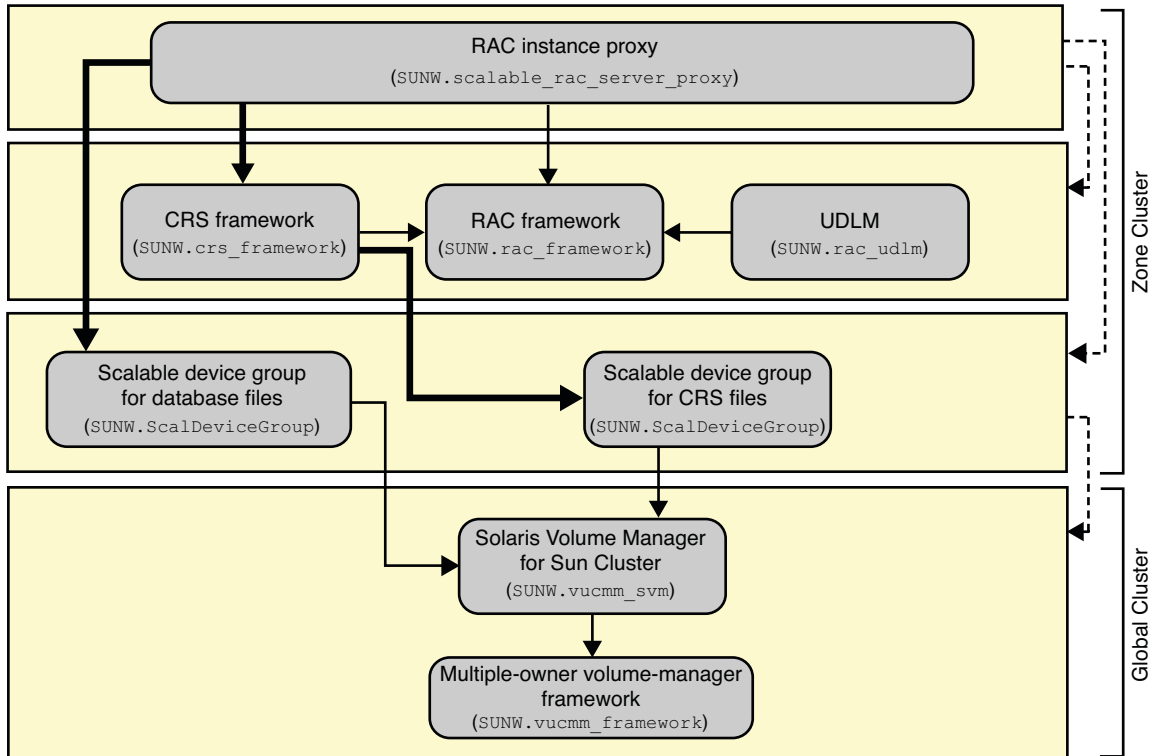 RAC instance proxy
(SUNW.scalable_rac_server_proxy)
CRS framework
(SUNW.crs_framework)
RAC framework
(SUNW.rac_framework)
UDLM
(SUNW.rac_udlm)
Zone Cluster
Scalable device group
for database files
(SUNW.ScalDeviceGroup)
Scalable device group
for CRS files
(SUNW.ScalDeviceGroup)
Solaris Volume Manager
for Sun Cluster
(SUNW.vucmm_svm)
Multiple-owner volume-manager
framework
(SUNW.vucmm_framework)
Global Cluster